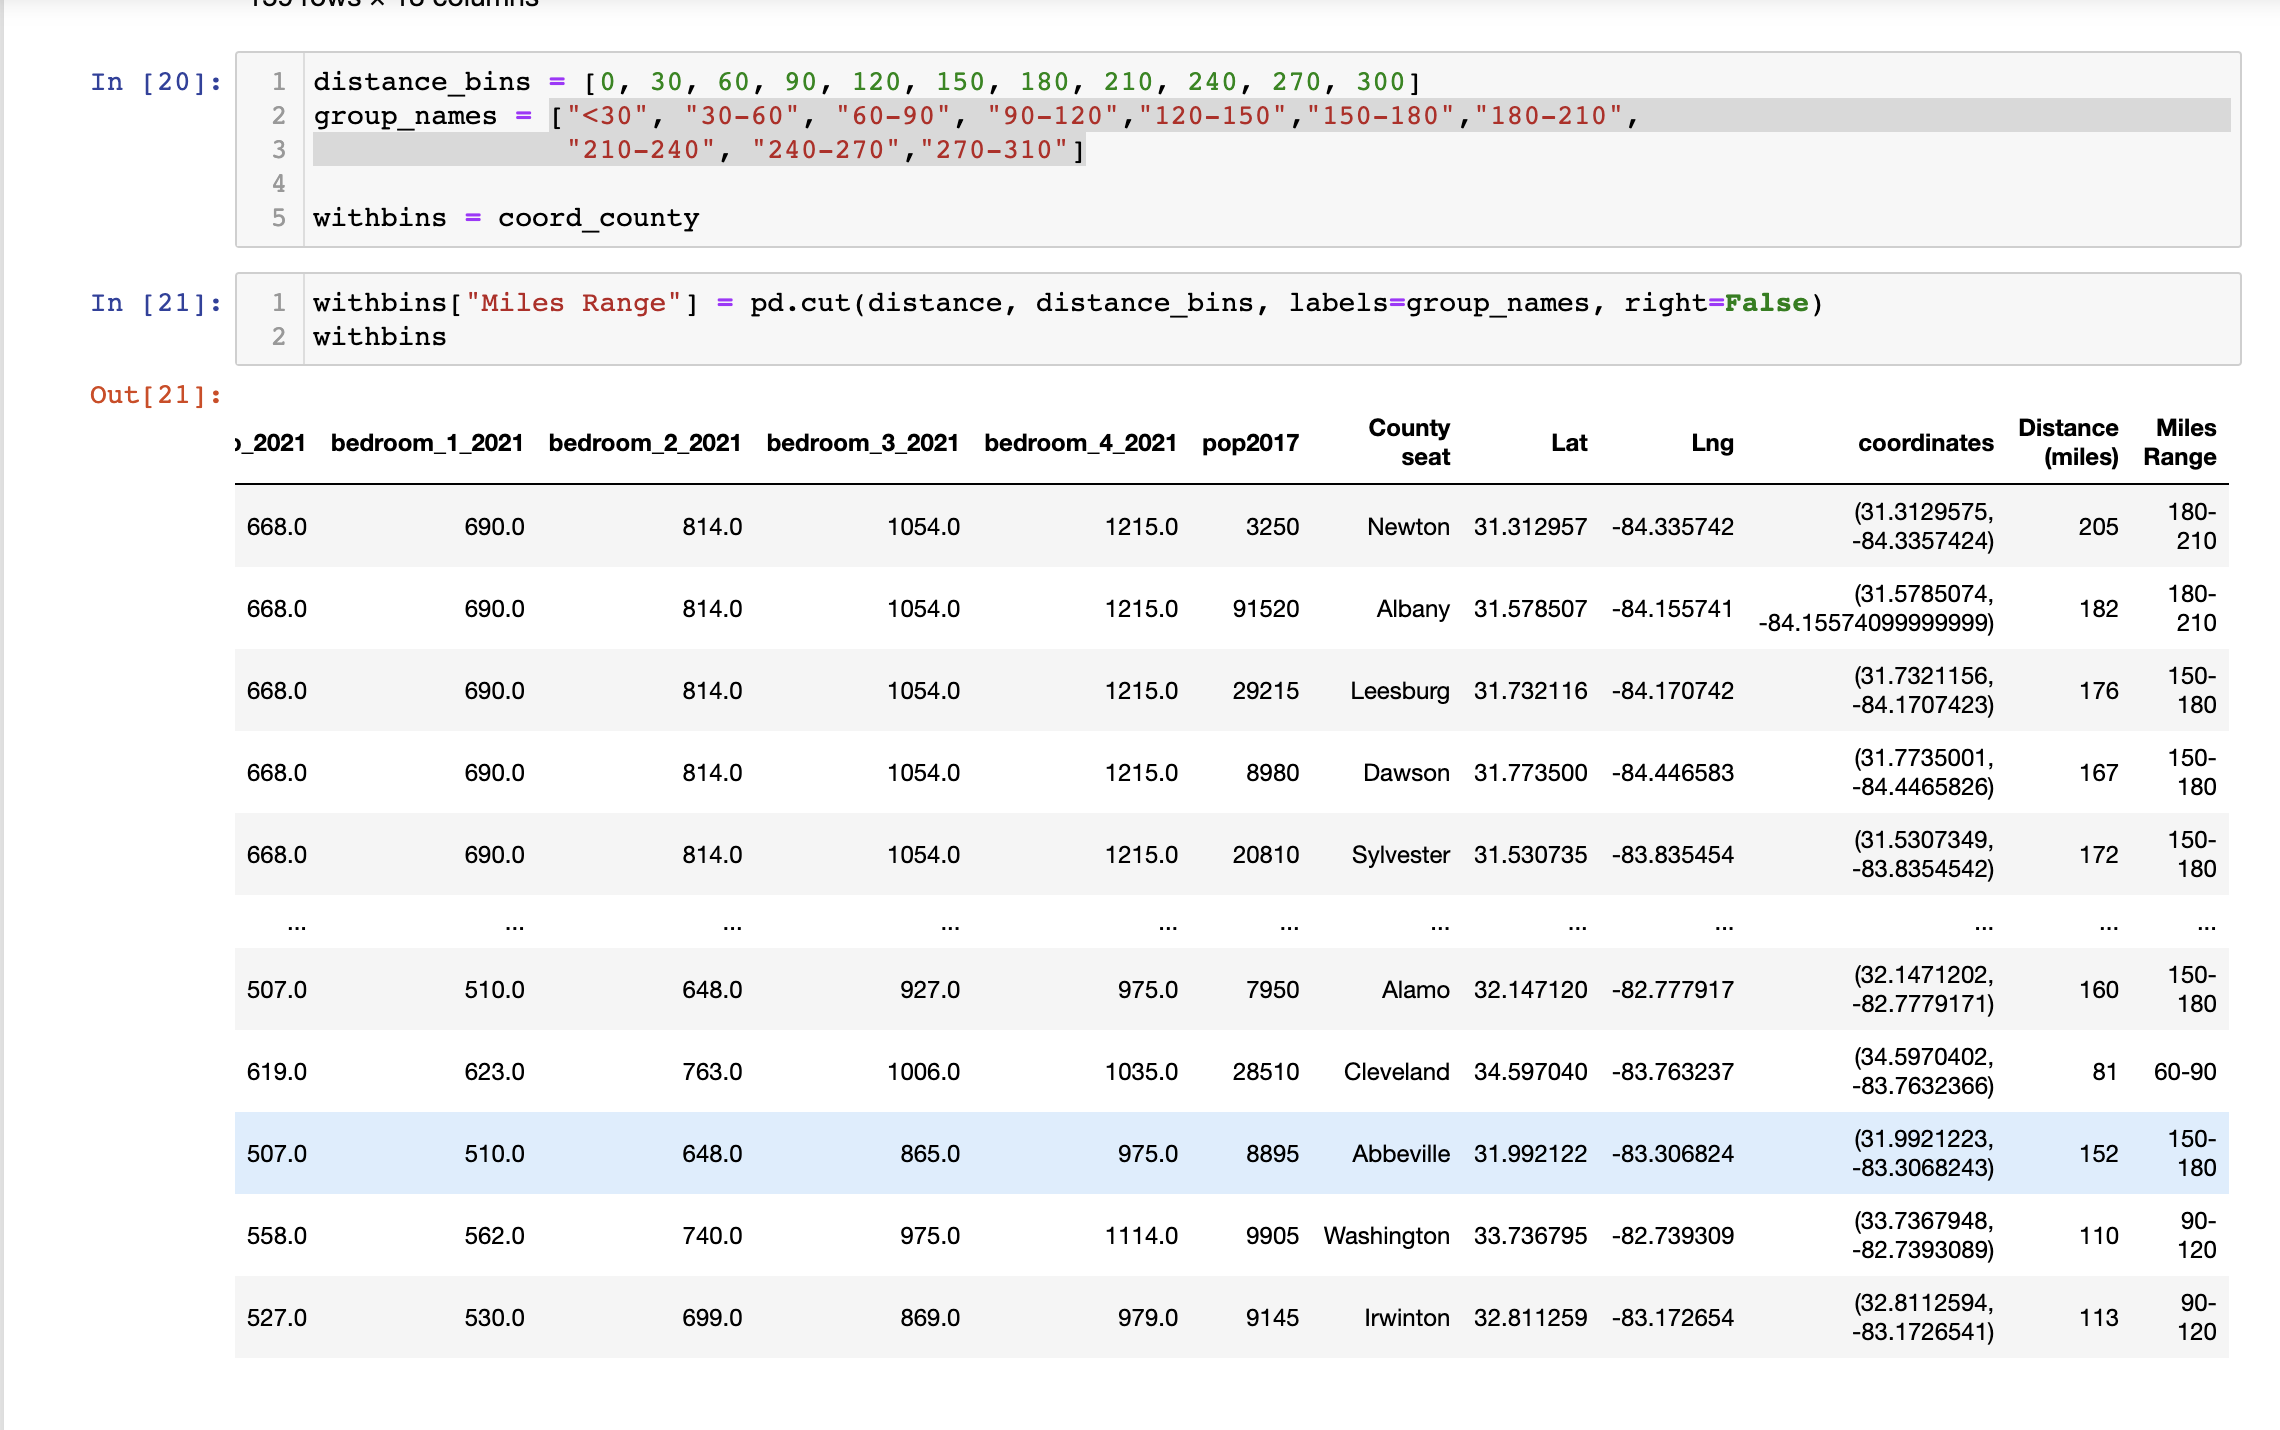 In [20]:
1 distance_bins = [0, 30, 60, 90, 120, 150, 180, 210, 240, 270, 300]
2 group_names = ["<30", "30-60", "60-90", "90-120","120-150","150-180","180-210",
3 "210-240", "240-270","270-310"]
4
5 withbins = coord_county
In [21]:
1 withbins["Miles Range"] = pd.cut(distance, distance_bins, labels=group_names, right=False)
2 withbins
Out[21]:
_2021 bedroom_1_2021 bedroom_2_2021 bedroom_3_2021 bedroom_4_2021 pop2017 County seat Lat Lng coordinates Distance (miles) Miles Range
668.0 690.0 814.0 1054.0 1215.0 3250 Newton 31.312957 -84.335742 (31.3129575, -84.3357424) 205 180-210
668.0 690.0 814.0 1054.0 1215.0 91520 Albany 31.578507 -84.155741 (31.5785074, -84.15574099999999) 182 180-210
668.0 690.0 814.0 1054.0 1215.0 29215 Leesburg 31.732116 -84.170742 (31.7321156, -84.1707423) 176 150-180
668.0 690.0 814.0 1054.0 1215.0 8980 Dawson 31.773500 -84.446583 (31.7735001, -84.4465826) 167 150-180
668.0 690.0 814.0 1054.0 1215.0 20810 Sylvester 31.530735 -83.835454 (31.5307349, -83.8354542) 172 150-180
... ... ... ... ... ... ... ... ... ... ... ...
507.0 510.0 648.0 927.0 975.0 7950 Alamo 32.147120 -82.777917 (32.1471202, -82.7779171) 160 150-180
619.0 623.0 763.0 1006.0 1035.0 28510 Cleveland 34.597040 -83.763237 (34.5970402, -83.7632366) 81 60-90
507.0 510.0 648.0 865.0 975.0 8895 Abbeville 31.992122 -83.306824 (31.9921223, -83.3068243) 152 150-180
558.0 562.0 740.0 975.0 1114.0 9905 Washington 33.736795 -82.739309 (33.7367948, -82.7393089) 110 90-120
527.0 530.0 699.0 869.0 979.0 9145 Irwinton 32.811259 -83.172654 (32.8112594, -83.1726541) 113 90-120